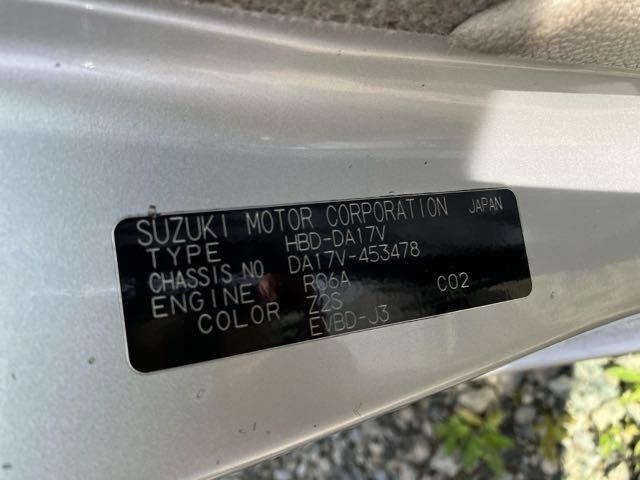 SUZUKI MOTOR CORPORATION JAPAN
TYPE HBD-DA17V
CHASSIS NO DA17V-453478
ENGINE R06A C02
COLOR Z2S
EVBD-J3